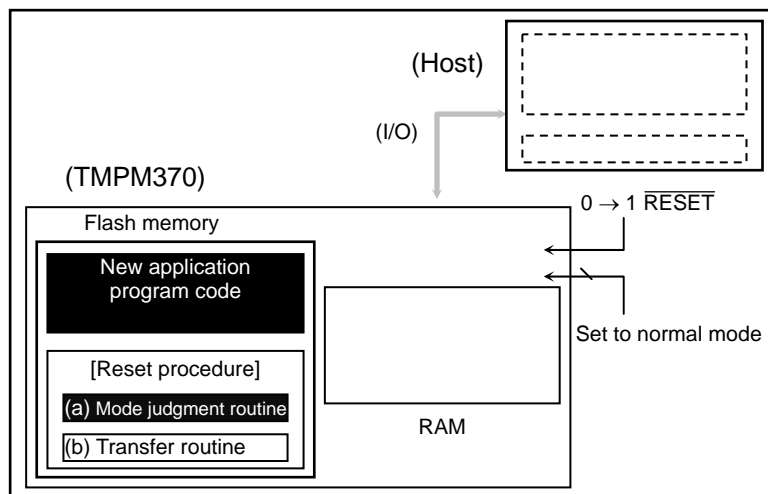 (Host)
(I/O)
(TMPM370)
0 → 1 RESET
Flash memory
New application
program code
Set to normal mode
[Reset procedure]
(a) Mode judgment routine
(b) Transfer routine
RAM